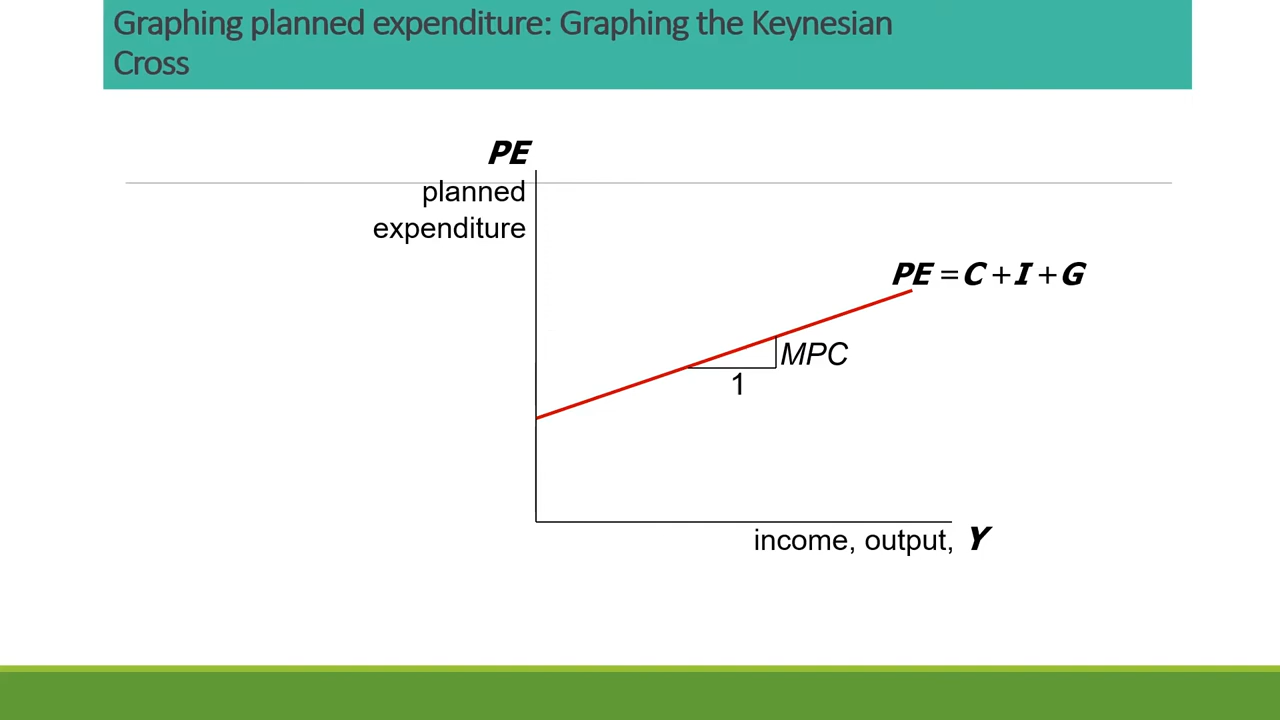 Graphing planned expenditure: Graphing the Keynesian
Cross
PE
planned
expenditure
PE = C + I + G
MPC
1
income, output, Y